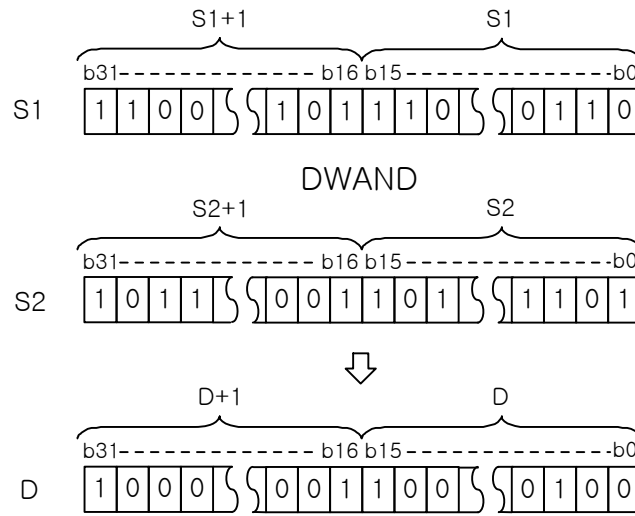 S1+1 S1
b31 b16 b15 b0
S1 1 1 0 0 1 0 1 1 1 0 0 1 1 0
DWAND
S2+1 S2
b31 b16 b15 b0
S2 1 0 1 1 0 0 1 1 0 1 1 1 0 1
D+1 D
b31 b16 b15 b0
D 1 0 0 0 0 0 1 1 0 0 0 1 0 0